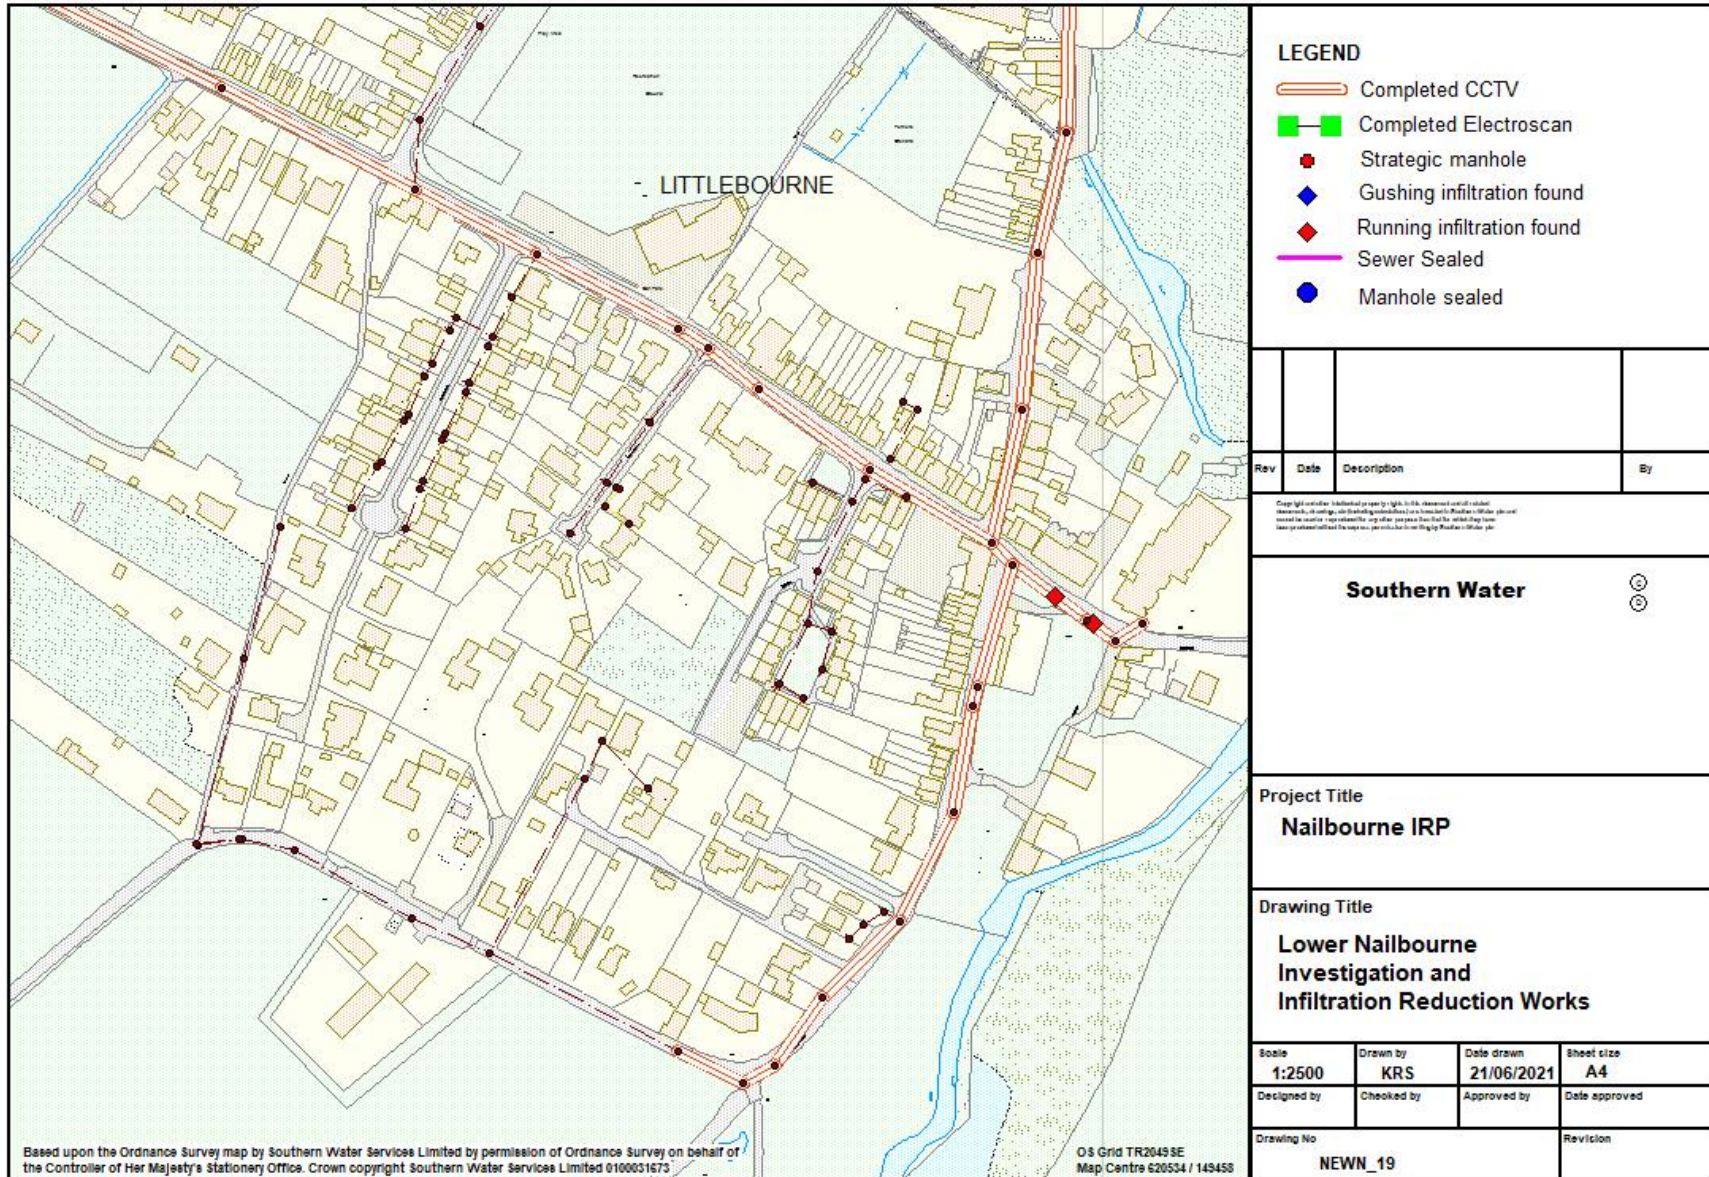 LITTLEBOURNE
Based upon the Ordnance Survey map by Southern Water Services Limited by permission of Ordnance Survey on behalf of
the Controller of Her Majesty's Stationery Office. Crown copyright Southern Water Services Limited 0100031673
OS Grid TR2049SE
Map Centre 620534 / 149458
LEGEND
Completed CCTV
Completed Electroscan
Strategic manhole
Gushing infiltration found
Running infiltration found
Sewer Sealed
Manhole sealed
Rev Date Description By
Southern Water
Project Title
Nailbourne IRP
Drawing Title
Lower Nailbourne
Investigation and
Infiltration Reduction Works
Scale Drawn by Date drawn Sheet size
1:2500 KRS 21/06/2021 A4
Designed by Checked by Approved by Date approved
Drawing No Revision
NEWN_19